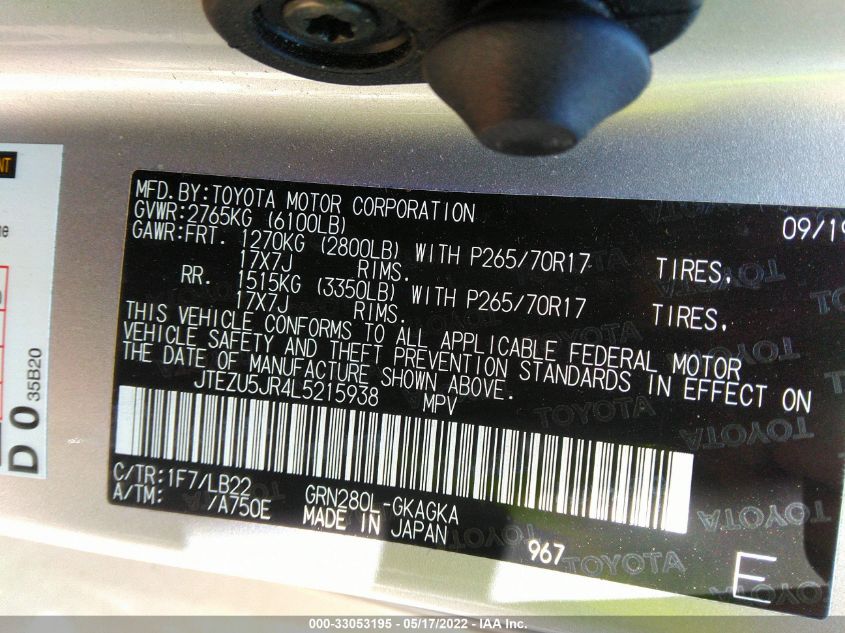 MFD.BY:TOYOTA MOTOR CORPORATION 09/19
GVWR:2765KG (6100LB)
GAWR:FRT. 1270KG (2800LB) WITH P265/70R17 TIRES,
17X7J RIMS.
RR. 1515KG (3350LB) WITH P265/70R17 TIRES,
17X7J RIMS.
THIS VEHICLE CONFORMS TO ALL APPLICABLE FEDERAL MOTOR
VEHICLE SAFETY AND THEFT PREVENTION STANDARDS IN EFFECT ON
THE DATE OF MANUFACTURE SHOWN ABOVE.
JTEZU5JR4L5215938 MPV
C/TR:1F7/LB22 GRN280L-GKAGKA
A/TM: /A750E MADE IN JAPAN 967
E
TOYOTA
D 0 35B20
000-33053195 - 05/17/2022 - IAA Inc.